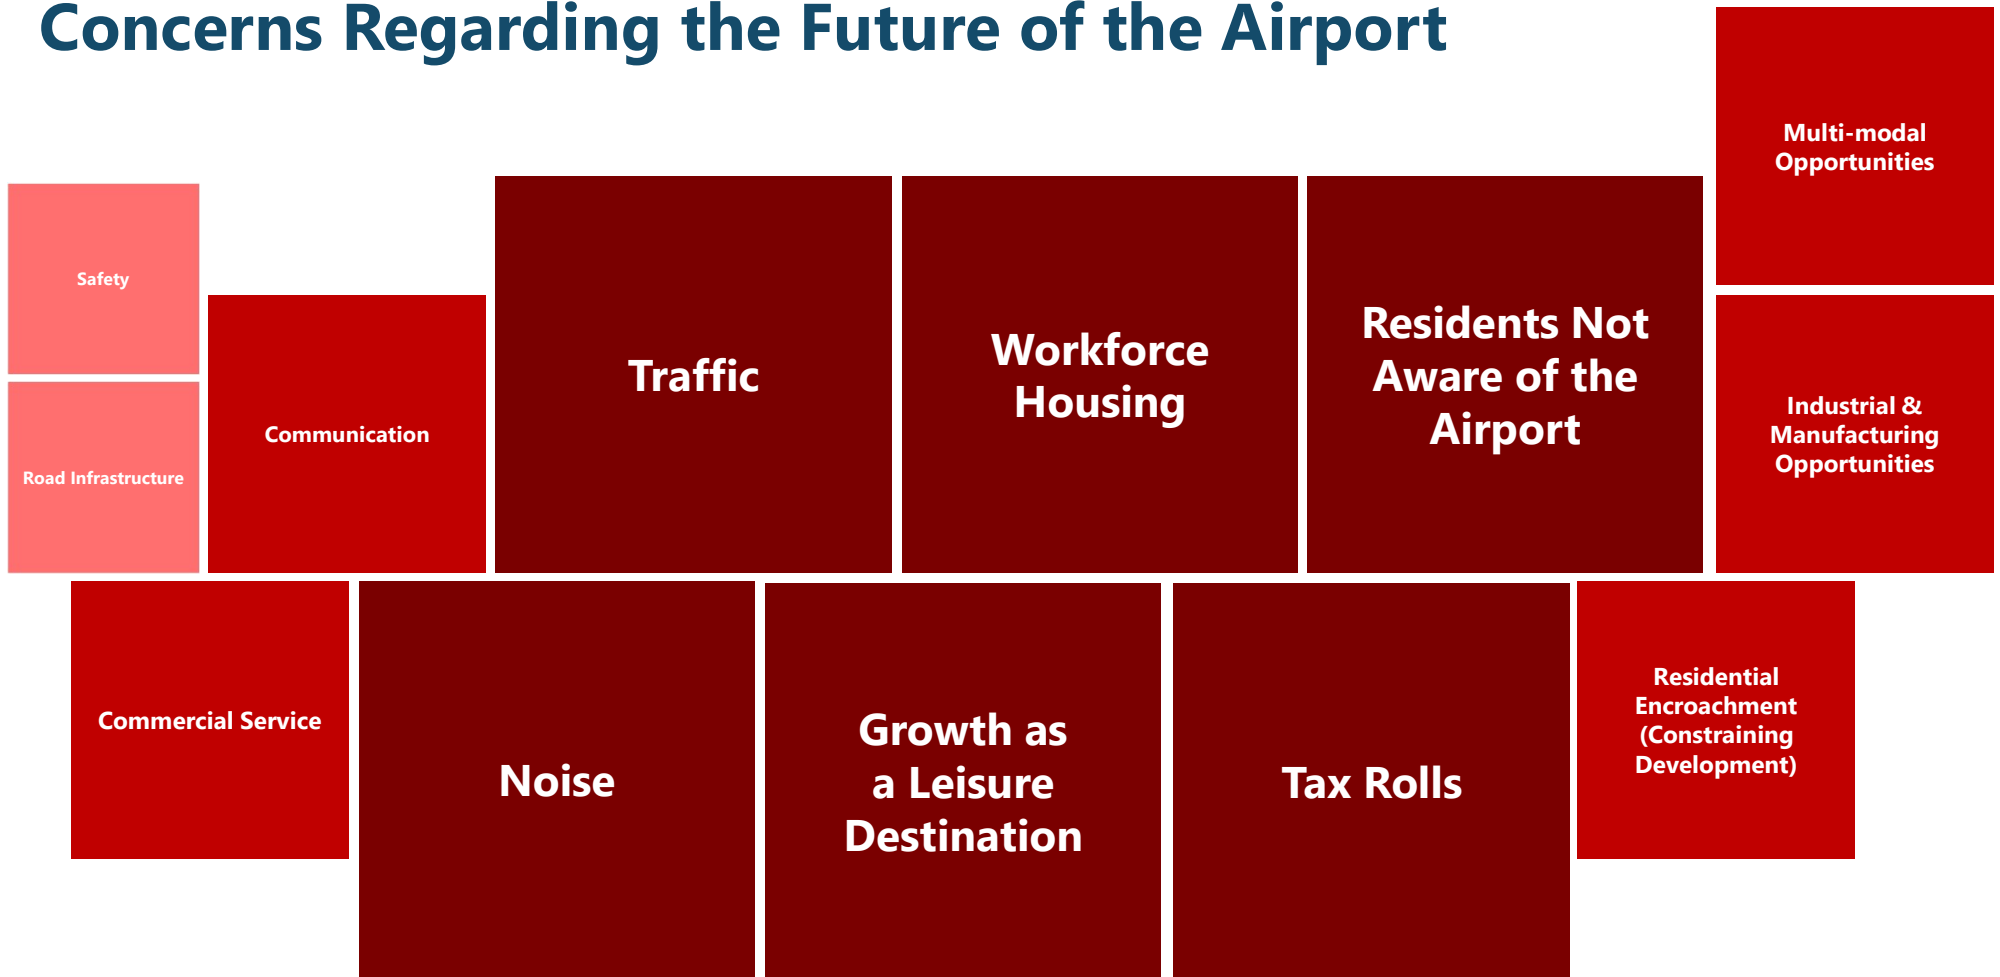 Concerns Regarding the Future of the Airport
Multi-modal
Opportunities
Safety
Road Infrastructure
Communication
Traffic
Workforce
Housing
Residents Not
Aware of the
Airport
Industrial &
Manufacturing
Opportunities
Commercial Service
Noise
Growth as
a Leisure
Destination
Tax Rolls
Residential
Encroachment
(Constraining
Development)